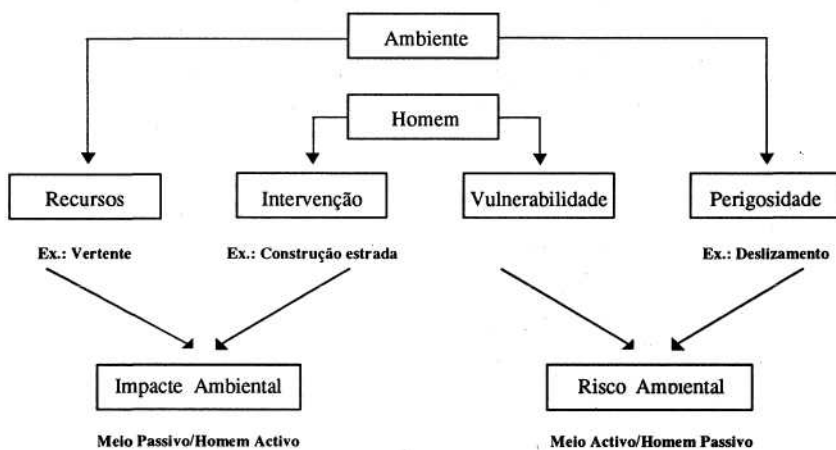 Ambiente
Homem
Recursos
Intervenção
Vulnerabilidade
Perigosidade
Ex.: Vertente
Ex.: Construção estrada
Ex.: Deslizamento
Impacte Ambiental
Risco Ambiental
Meio Passivo/Homem Activo
Meio Activo/Homem Passivo